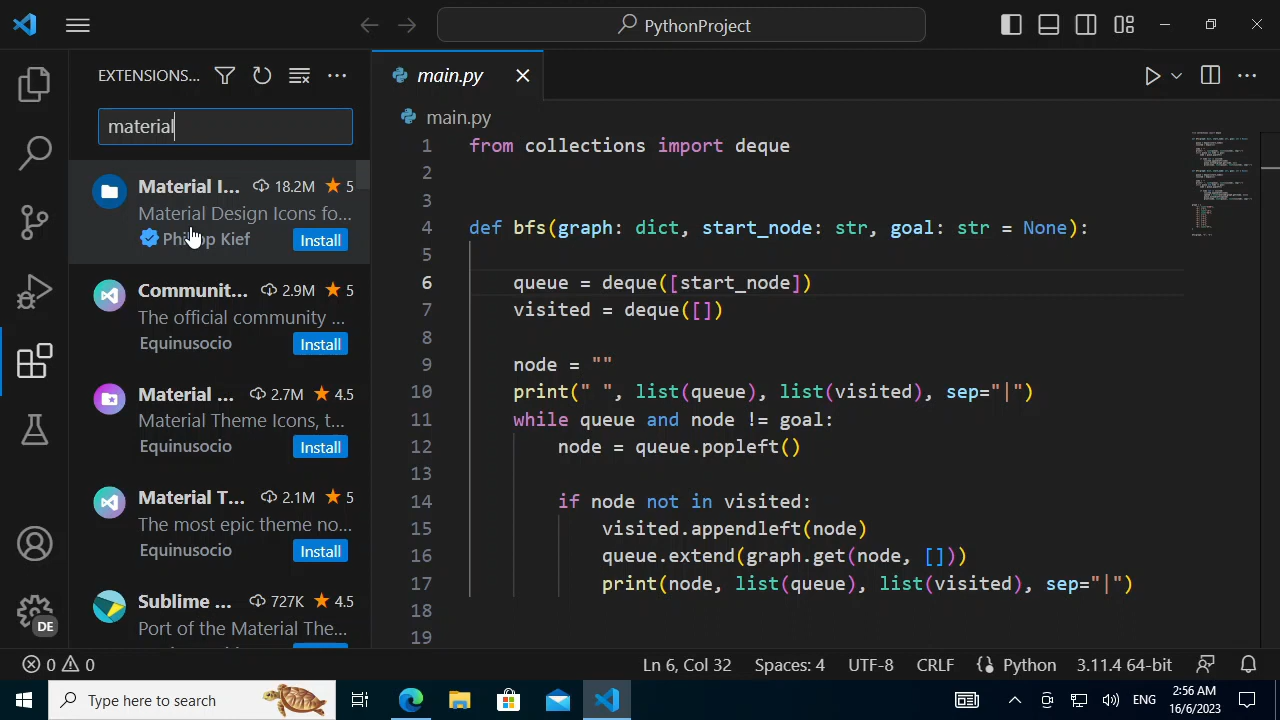 PythonProject
EXTENSIONS...
material
Material I... 18.2M 5
Material Design Icons fo...
Philipp Kief Install
Communit... 2.9M 5
The official community ...
Equinusocio Install
Material ... 2.7M 4.5
Material Theme Icons, t...
Equinusocio Install
Material T... 2.1M 5
The most epic theme no...
Equinusocio Install
Sublime ... 727K 4.5
Port of the Material The...
DE
main.py
main.py
1 from collections import deque
2
3
4 def bfs(graph: dict, start_node: str, goal: str = None):
5
6 queue = deque([start_node])
7 visited = deque([])
8
9 node = ""
10 print(" ", list(queue), list(visited), sep="|")
11 while queue and node != goal:
12 node = queue.popleft()
13
14 if node not in visited:
15 visited.appendleft(node)
16 queue.extend(graph.get(node, []))
17 print(node, list(queue), list(visited), sep="|")
18
19
0 0 Ln 6, Col 32 Spaces: 4 UTF-8 CRLF Python 3.11.4 64-bit
Type here to search ENG 2:56 AM
16/6/2023